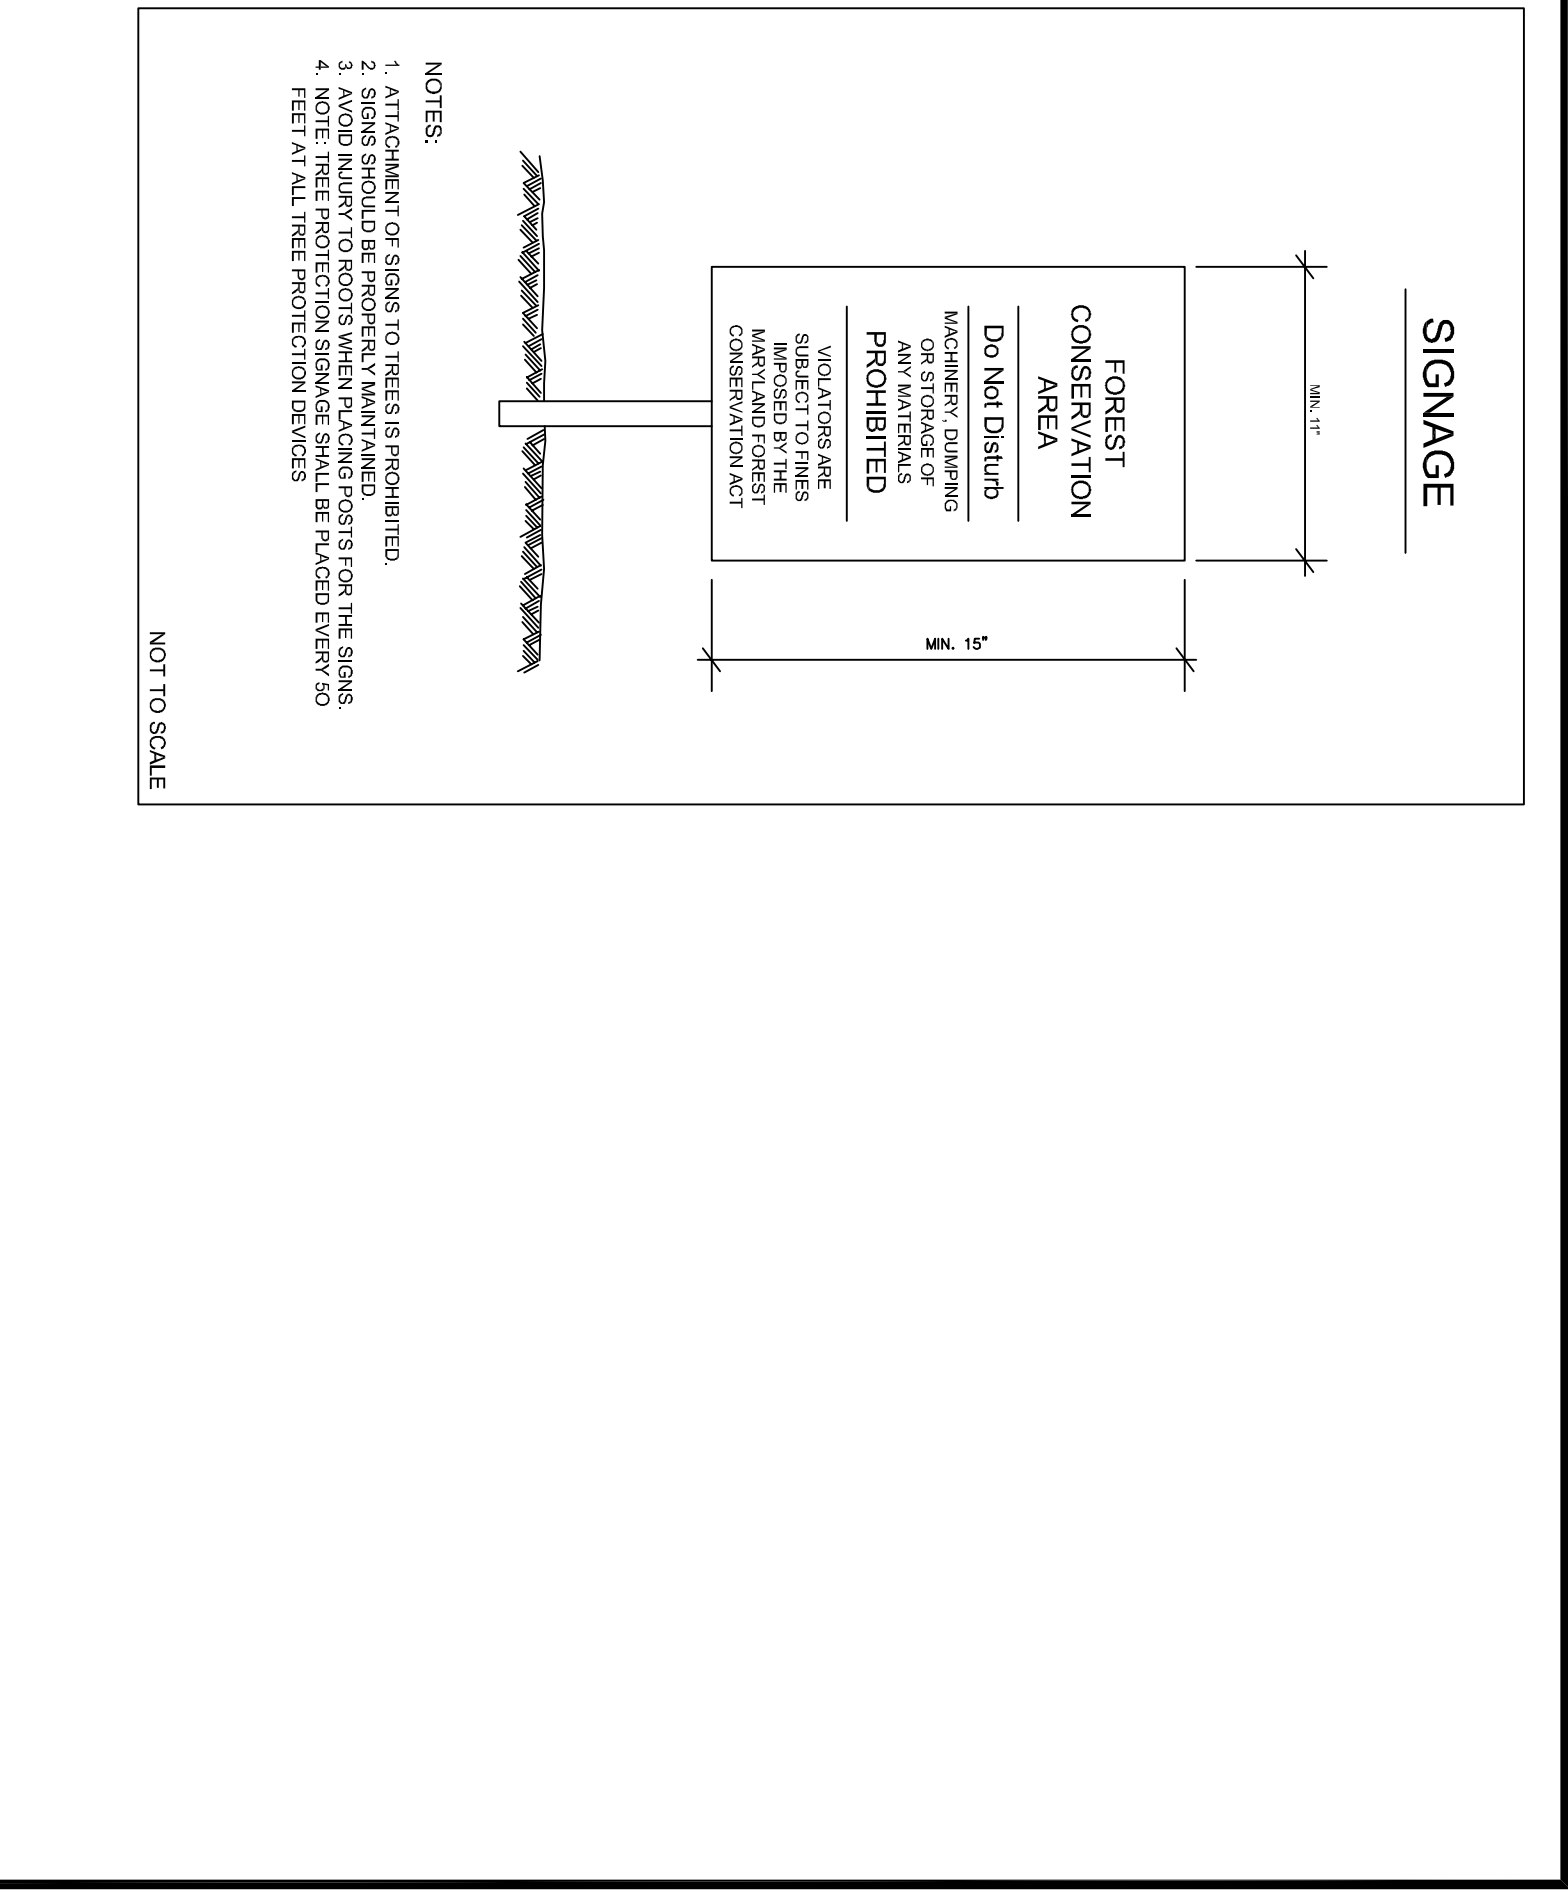 SIGNAGE
MIN. 11"
FOREST
CONSERVATION
AREA
Do Not Disturb
MACHINERY, DUMPING
OR STORAGE OF
ANY MATERIALS
PROHIBITED
VIOLATORS ARE
SUBJECT TO FINES
IMPOSED BY THE
MARYLAND FOREST
CONSERVATION ACT
MIN. 15"
NOTES:
1. ATTACHMENT OF SIGNS TO TREES IS PROHIBITED.
2. SIGNS SHOULD BE PROPERLY MAINTAINED.
3. AVOID INJURY TO ROOTS WHEN PLACING POSTS FOR THE SIGNS.
4. NOTE: TREE PROTECTION SIGNAGE SHALL BE PLACED EVERY 50
FEET AT ALL TREE PROTECTION DEVICES
NOT TO SCALE